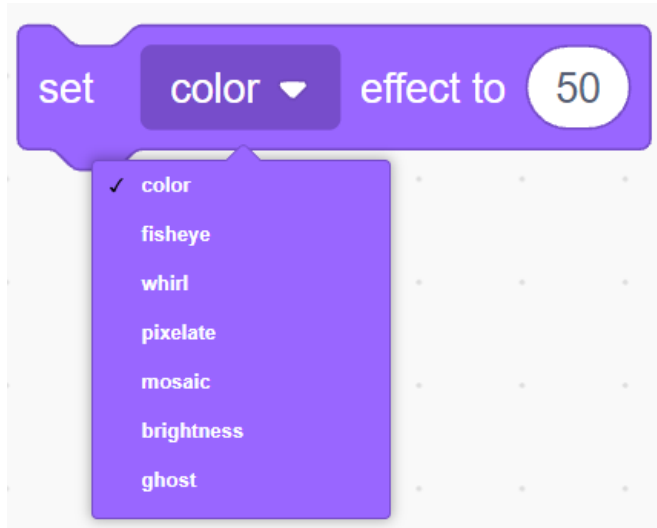 set color effect to 50
color
fisheye
whirl
pixelate
mosaic
brightness
ghost